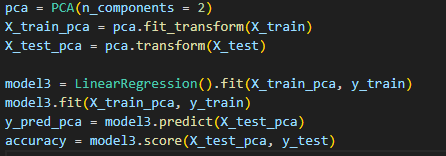 pca = PCA(n_components = 2)
X_train_pca = pca.fit_transform(X_train)
X_test_pca = pca.transform(X_test)
model3 = LinearRegression().fit(X_train_pca, y_train)
model3.fit(X_train_pca, y_train)
y_pred_pca = model3.predict(X_test_pca)
accuracy = model3.score(X_test_pca, y_test)